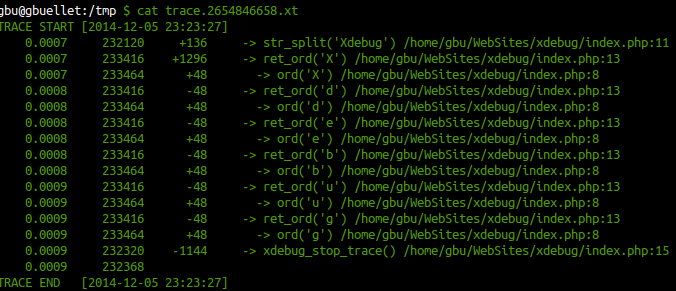 gbu@gbuellet:/tmp $ cat trace.2654846658.xt
TRACE START [2014-12-05 23:23:27]
    0.0007     232120    +136     -> str_split('Xdebug') /home/gbu/WebSites/xdebug/index.php:11
    0.0007     233416   +1296     -> ret_ord('X') /home/gbu/WebSites/xdebug/index.php:13
    0.0007     233464     +48       -> ord('X') /home/gbu/WebSites/xdebug/index.php:8
    0.0008     233416     -48     -> ret_ord('d') /home/gbu/WebSites/xdebug/index.php:13
    0.0008     233464     +48       -> ord('d') /home/gbu/WebSites/xdebug/index.php:8
    0.0008     233416     -48     -> ret_ord('e') /home/gbu/WebSites/xdebug/index.php:13
    0.0008     233464     +48       -> ord('e') /home/gbu/WebSites/xdebug/index.php:8
    0.0008     233416     -48     -> ret_ord('b') /home/gbu/WebSites/xdebug/index.php:13
    0.0008     233464     +48       -> ord('b') /home/gbu/WebSites/xdebug/index.php:8
    0.0009     233416     -48     -> ret_ord('u') /home/gbu/WebSites/xdebug/index.php:13
    0.0009     233464     +48       -> ord('u') /home/gbu/WebSites/xdebug/index.php:8
    0.0009     233416     -48     -> ret_ord('g') /home/gbu/WebSites/xdebug/index.php:13
    0.0009     233464     +48       -> ord('g') /home/gbu/WebSites/xdebug/index.php:8
    0.0009     232320   -1144     -> xdebug_stop_trace() /home/gbu/WebSites/xdebug/index.php:15
    0.0009     232368
TRACE END   [2014-12-05 23:23:27]